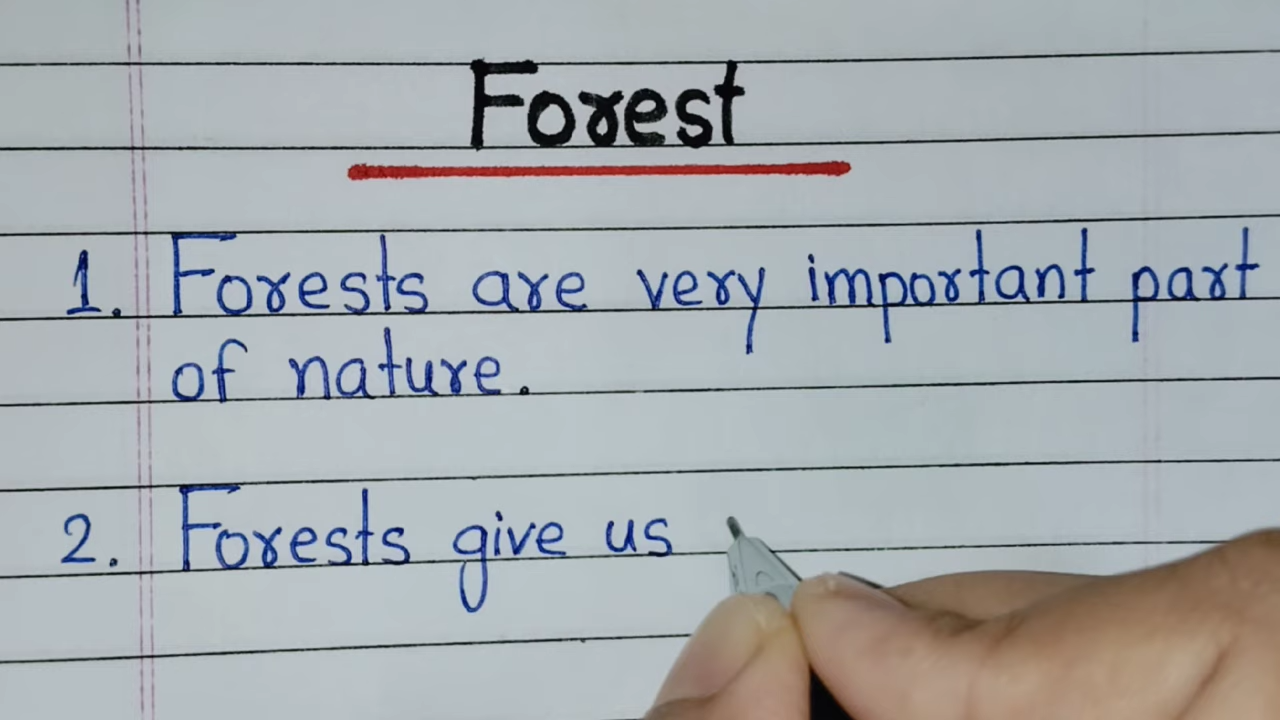 Forest
1. Forests are very important part
of nature.
2. Forests give us